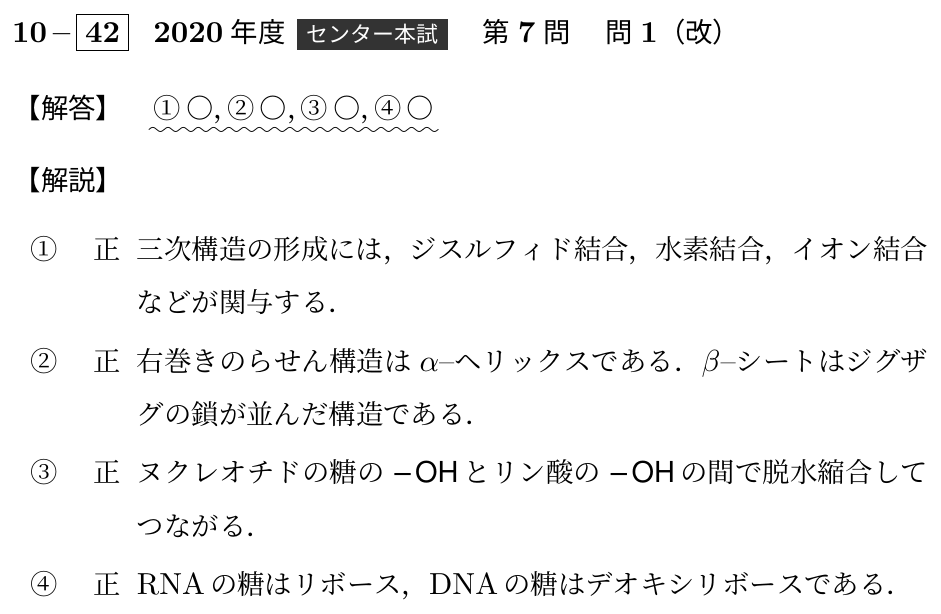 10–42 2020 年度 センター本試 第 7 問 問 1（改）
【解答】 ①○, ②○, ③○, ④○
【解説】
① 正 三次構造の形成には，ジスルフィド結合，水素結合，イオン結合
などが関与する．
② 正 右巻きのらせん構造は α–ヘリックスである．β–シートはジグザ
グの鎖が並んだ構造である．
③ 正 ヌクレオチドの糖の −OH とリン酸の −OH の間で脱水縮合して
つながる．
④ 正 RNA の糖はリボース，DNA の糖はデオキシリボースである．